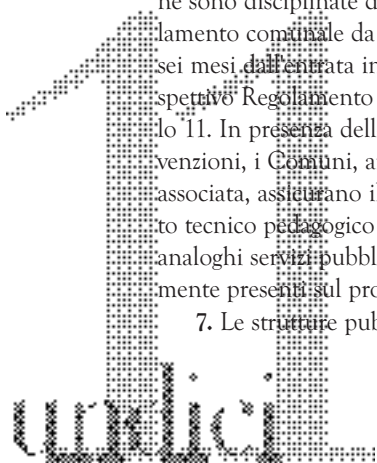 ne sono disciplinate d
lamento comunale da
sei mesi dall'entrata in
spettivo Regolamento
lo 11. In presenza dell
venzioni, i Comuni, a
associata, assicurano i
to tecnico pedagogico
analoghi servizi pubbl
mente presenti sul pro
7. Le strutture pub
11
undici